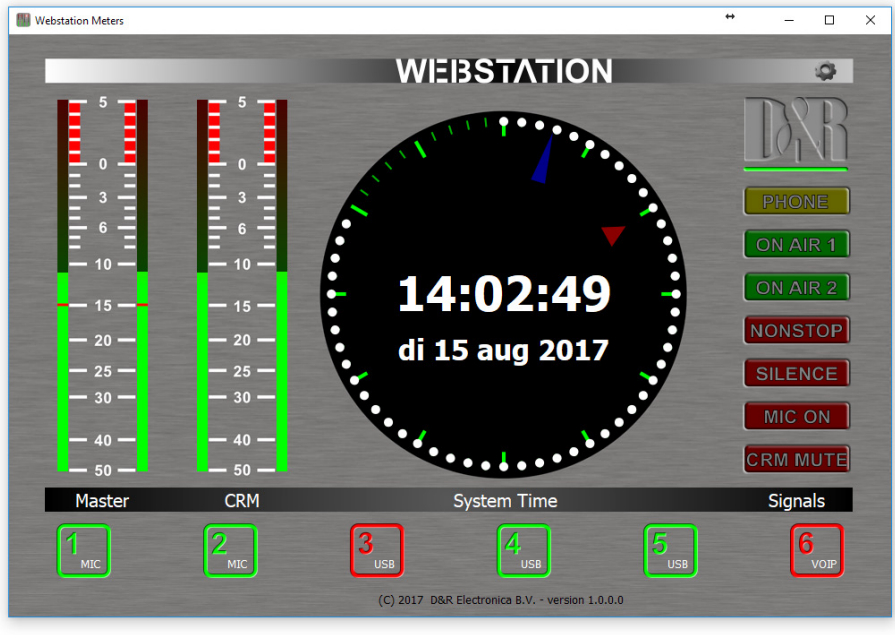 Webstation Meters
WEBSTATION
D&R
5 5
0 0
3 3
6 6
10 10
15 15
20 20
25 25
30 30
40 40
50 50
14:02:49
di 15 aug 2017
PHONE
ON AIR 1
ON AIR 2
NONSTOP
SILENCE
MIC ON
CRM MUTE
Master CRM System Time Signals
1 MIC
2 MIC
3 USB
4 USB
5 USB
6 VOIP
(C) 2017 D&R Electronica B.V. - version 1.0.0.0